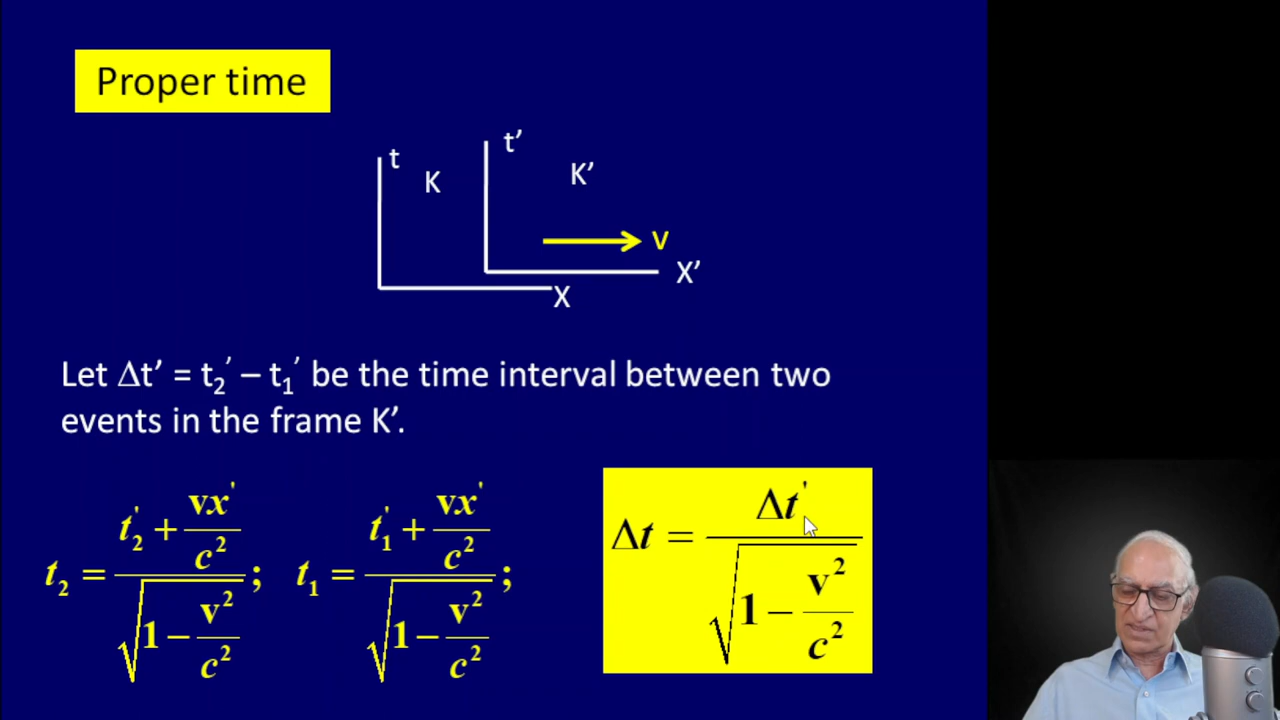 Proper time
t
t’
K
K’
v
X’
X
Let Δt’ = t₂’ – t₁’ be the time interval between two
events in the frame K’.
t₂ = (t₂' + vx'/c²) / √(1 − v²/c²) ; t₁ = (t₁' + vx'/c²) / √(1 − v²/c²) ;
Δt = Δt' / √(1 − v²/c²)